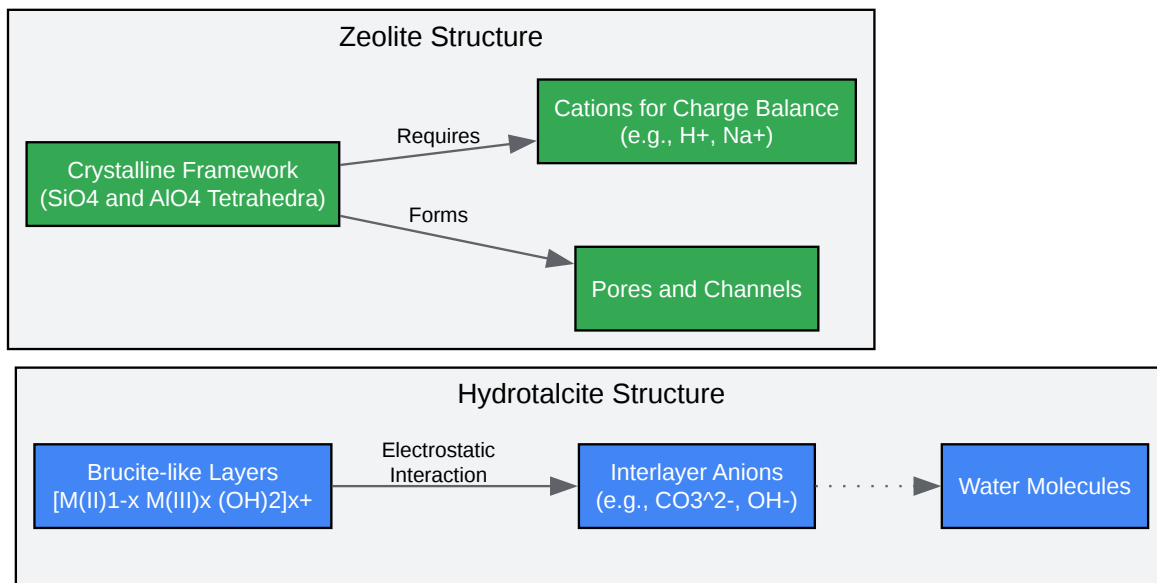 Zeolite Structure
Cations for Charge Balance
(e.g., H+, Na+)
Requires
Crystalline Framework
(SiO4 and AlO4 Tetrahedra)
Forms
Pores and Channels
Hydrotalcite Structure
Brucite-like Layers
[M(II)1-x M(III)x (OH)2]x+
Electrostatic
Interaction
Interlayer Anions
(e.g., CO3^2-, OH-)
Water Molecules